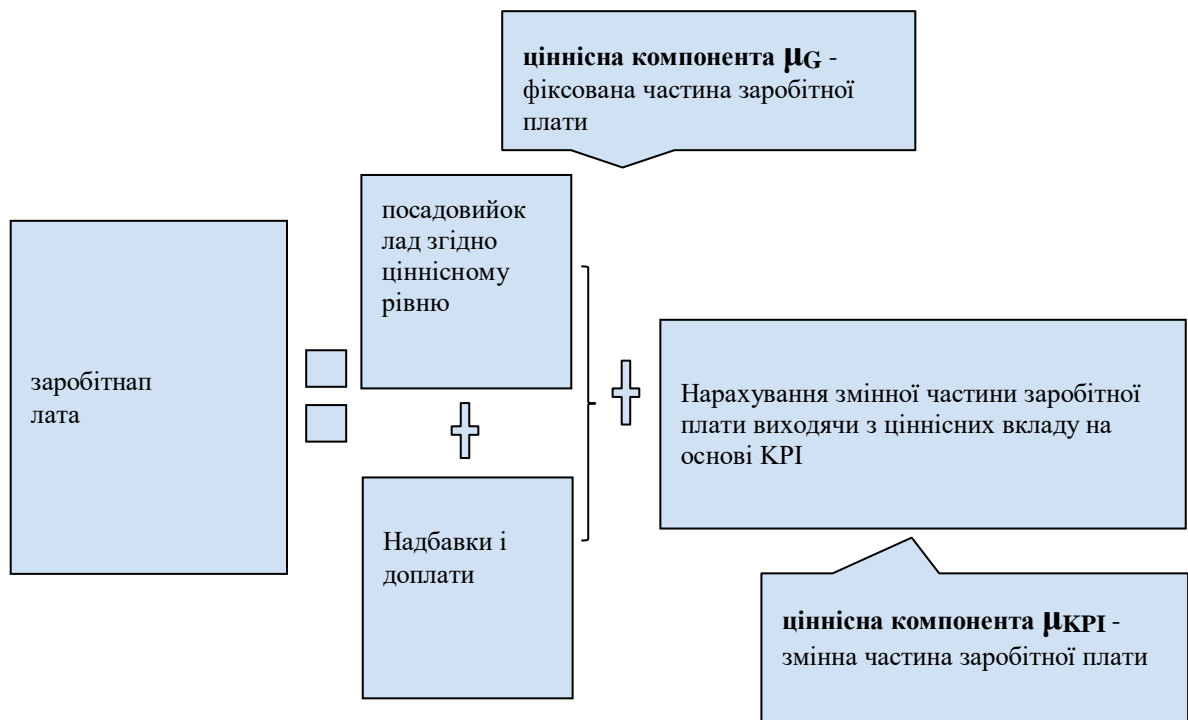 ціннісна компонента μG -
фіксована частина заробітної
плати
посадовийок
лад згідно
ціннісному
рівню
заробітнап
лата
Нарахування змінної частини заробітної
плати виходячи з ціннісних вкладу на
основі KPI
Надбавки і
доплати
ціннісна компонента μKPI -
змінна частина заробітної плати